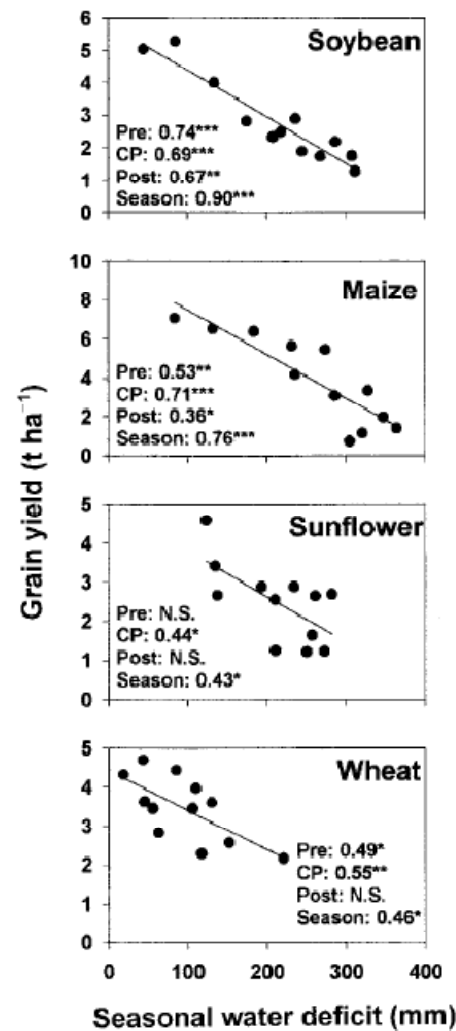 Soybean
6
5
4
3
2
1
0
Pre: 0.74***
CP: 0.69***
Post: 0.67**
Season: 0.90***
Maize
10
8
6
4
2
0
Pre: 0.53**
CP: 0.71***
Post: 0.36*
Season: 0.76***
Grain yield (t ha⁻¹)
Sunflower
5
4
3
2
1
0
Pre: N.S.
CP: 0.44*
Post: N.S.
Season: 0.43*
Wheat
5
4
3
2
1
0
Pre: 0.49*
CP: 0.55**
Post: N.S.
Season: 0.46*
0 100 200 300 400
Seasonal water deficit (mm)